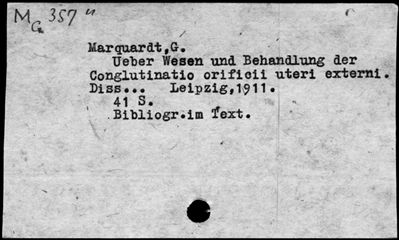 MG 357 u
Marquardt,G.
Ueber Wesen und Behandlung der
Conglutinatio orificii uteri externi.
Diss... Leipzig,1911.
41 S.
Bibliogr.im Text.